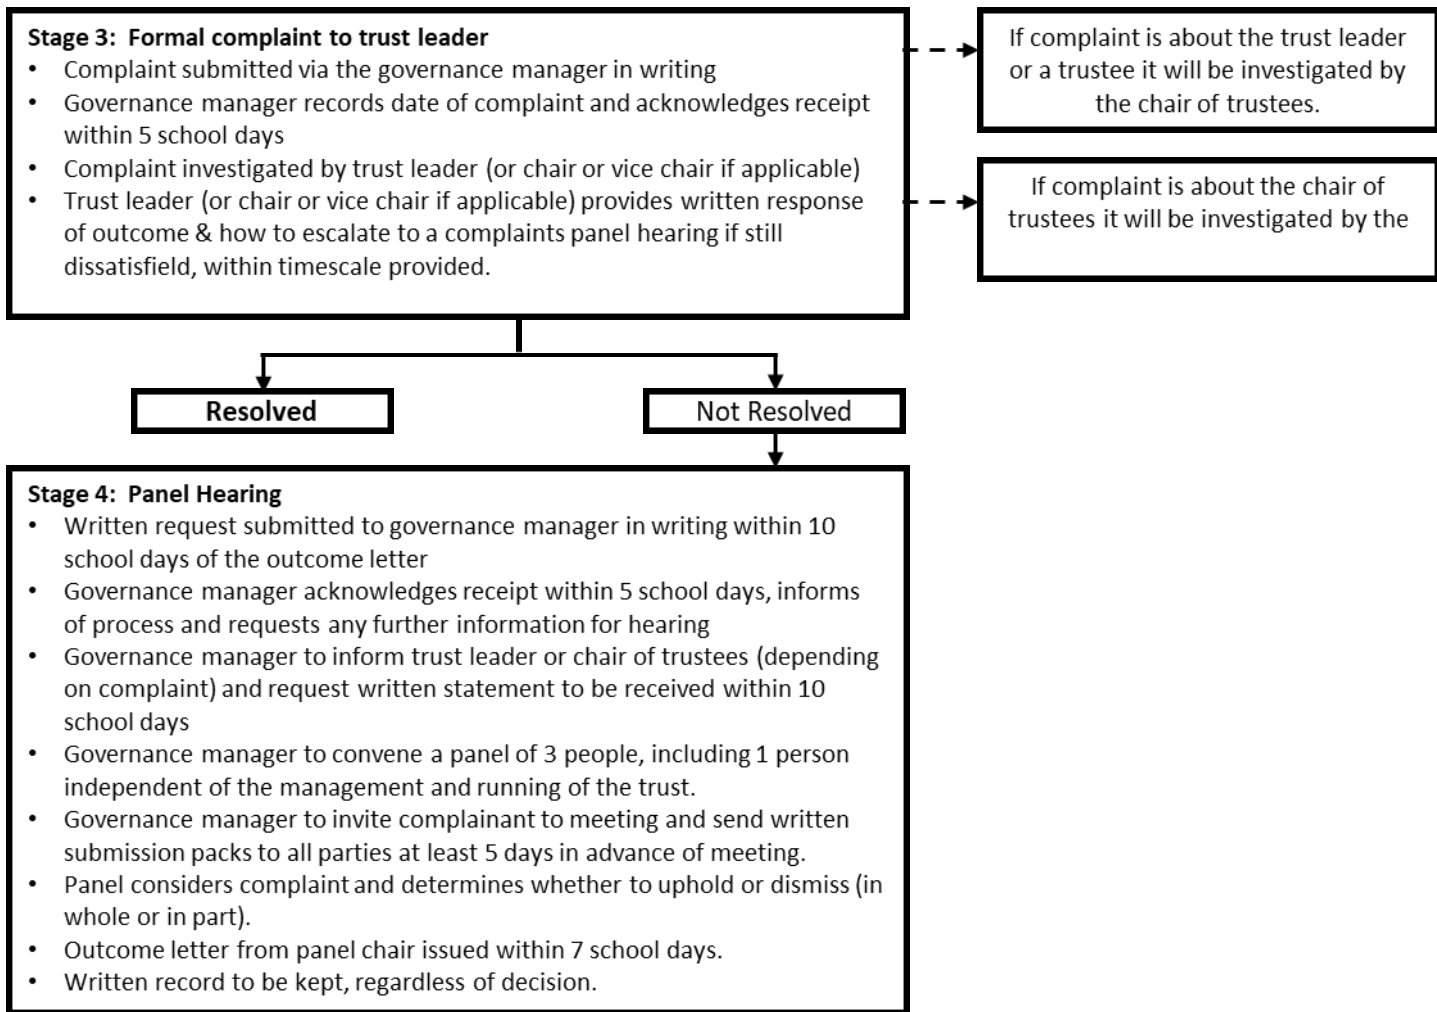 Stage 3:  Formal complaint to trust leader
• Complaint submitted via the governance manager in writing
• Governance manager records date of complaint and acknowledges receipt
within 5 school days
• Complaint investigated by trust leader (or chair or vice chair if applicable)
• Trust leader (or chair or vice chair if applicable) provides written response
of outcome & how to escalate to a complaints panel hearing if still
dissatisfield, within timescale provided.
If complaint is about the trust leader
or a trustee it will be investigated by
the chair of trustees.
If complaint is about the chair of
trustees it will be investigated by the
Resolved
Not Resolved
Stage 4:  Panel Hearing
• Written request submitted to governance manager in writing within 10
school days of the outcome letter
• Governance manager acknowledges receipt within 5 school days, informs
of process and requests any further information for hearing
• Governance manager to inform trust leader or chair of trustees (depending
on complaint) and request written statement to be received within 10
school days
• Governance manager to convene a panel of 3 people, including 1 person
independent of the management and running of the trust.
• Governance manager to invite complainant to meeting and send written
submission packs to all parties at least 5 days in advance of meeting.
• Panel considers complaint and determines whether to uphold or dismiss (in
whole or in part).
• Outcome letter from panel chair issued within 7 school days.
• Written record to be kept, regardless of decision.